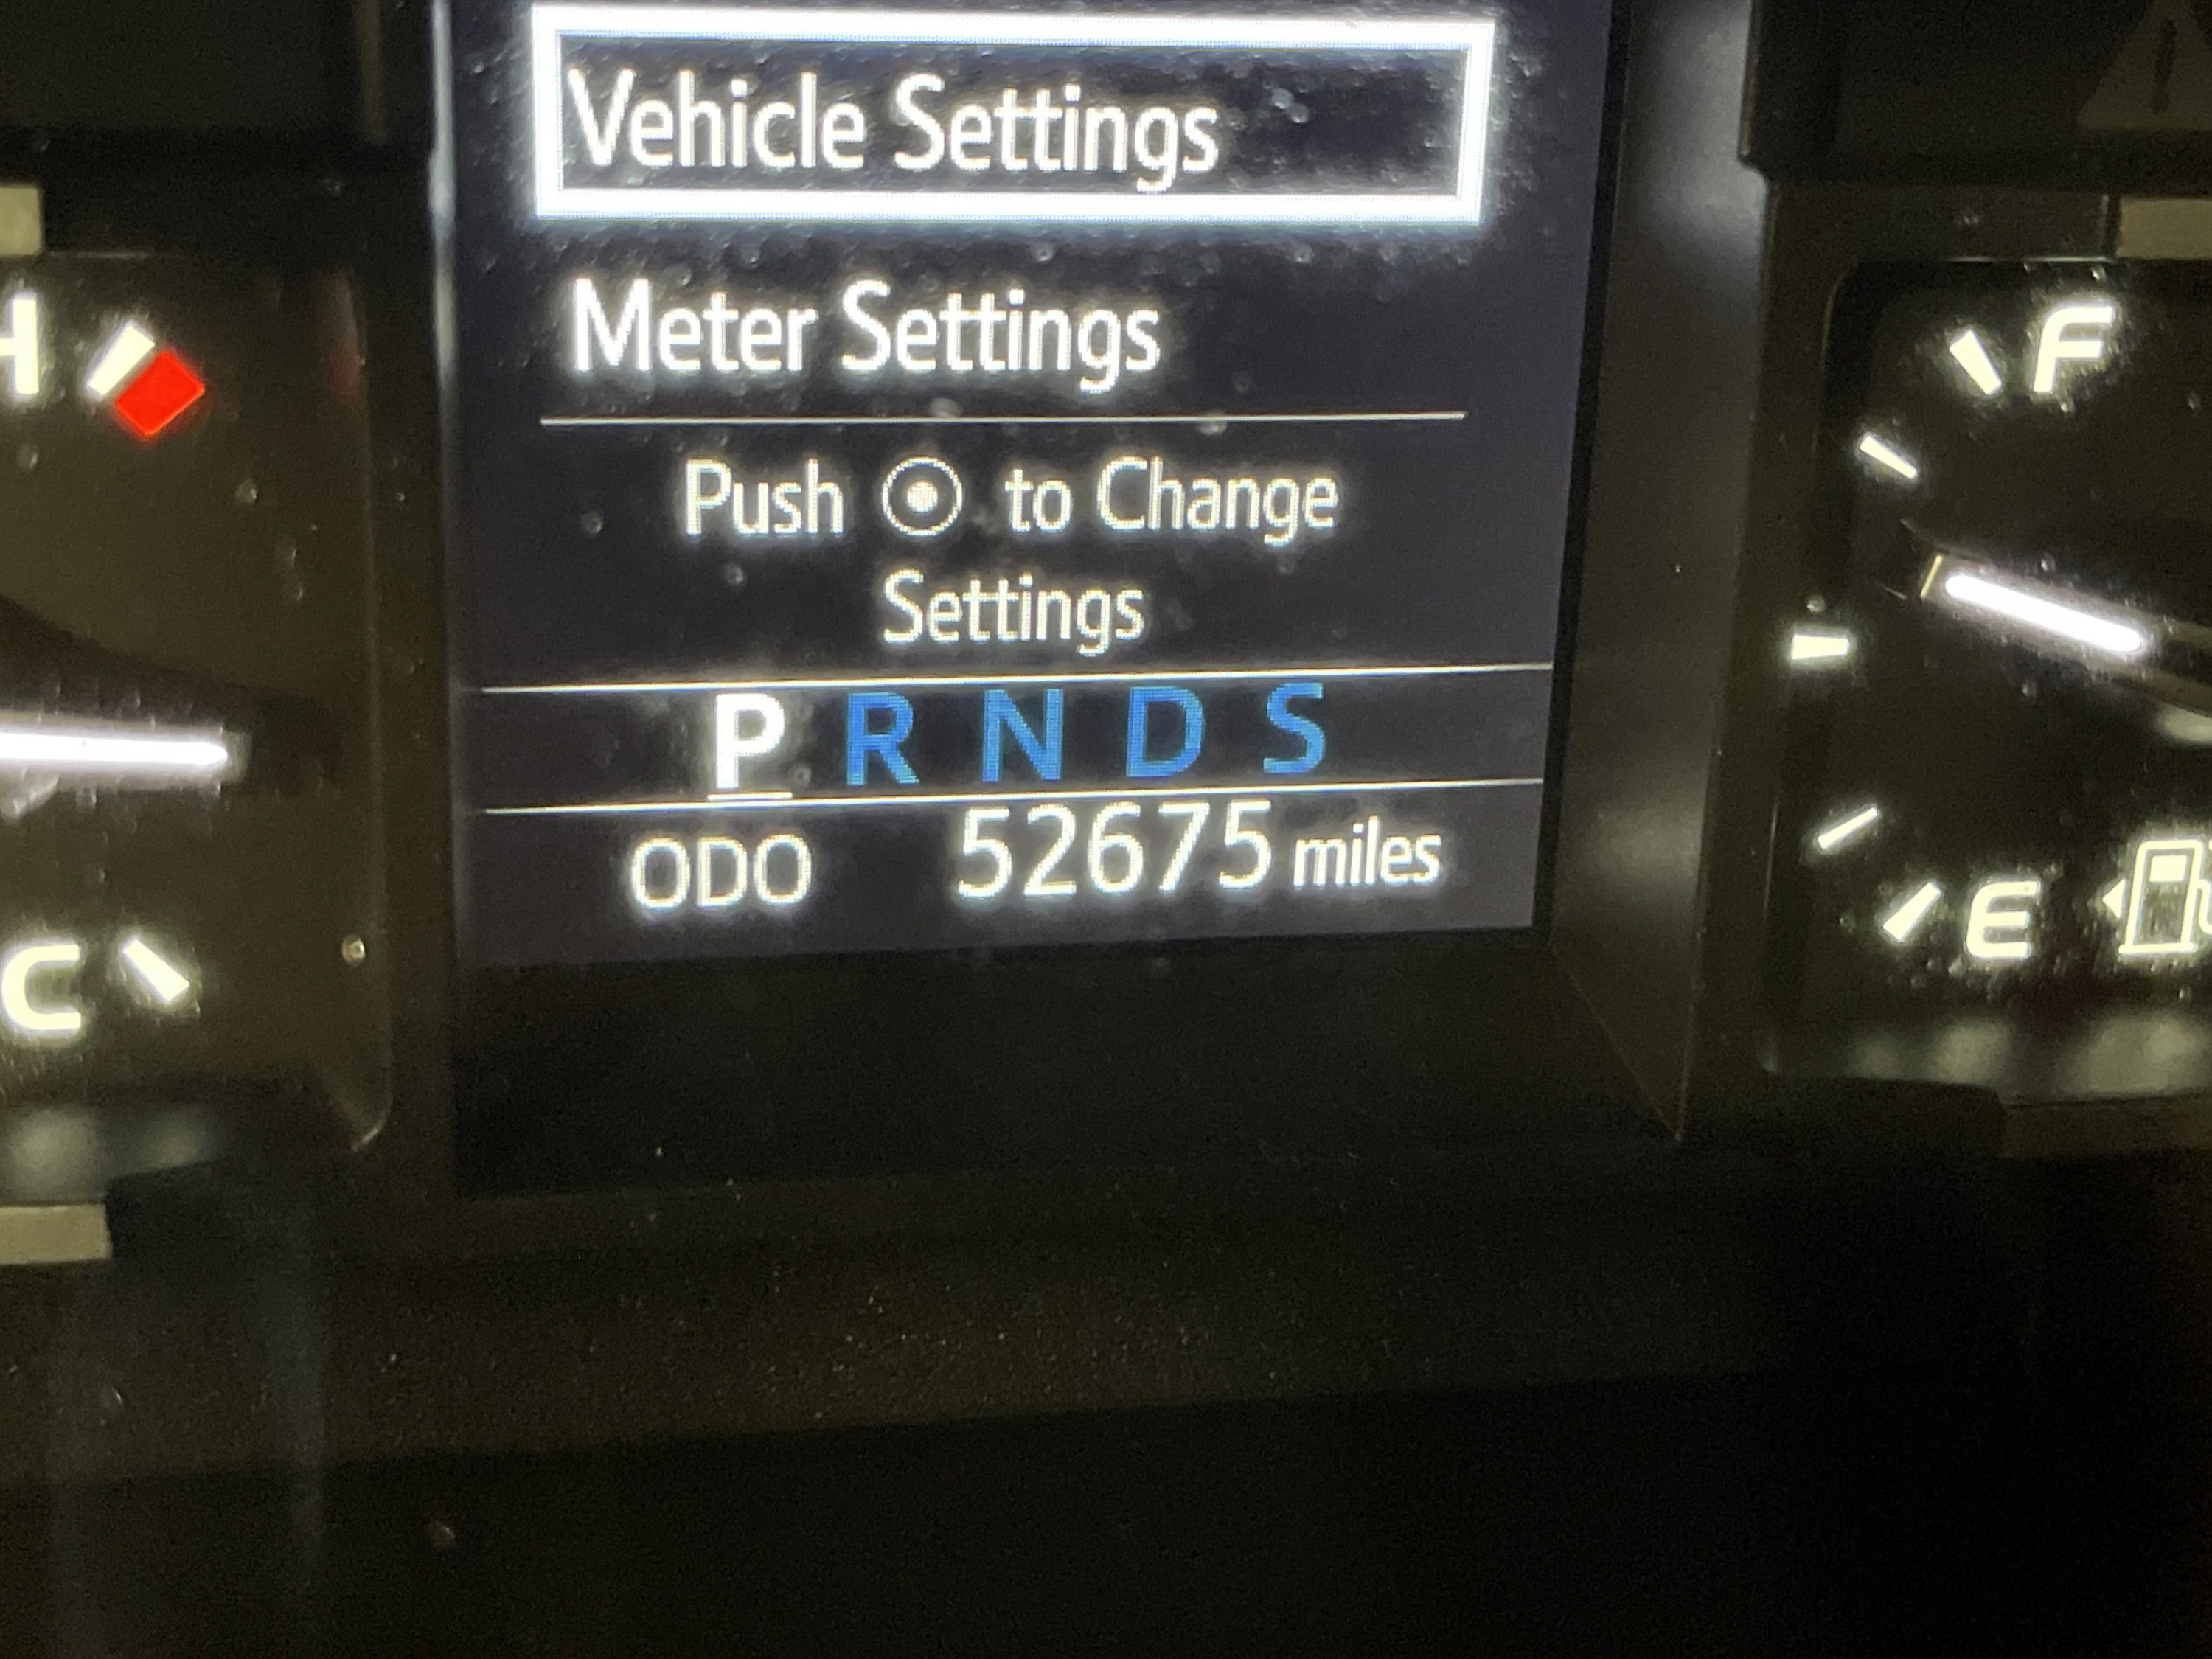 Vehicle Settings
Meter Settings
Push to Change
Settings
P R N D S
ODO 52675 miles
H
C
F
E